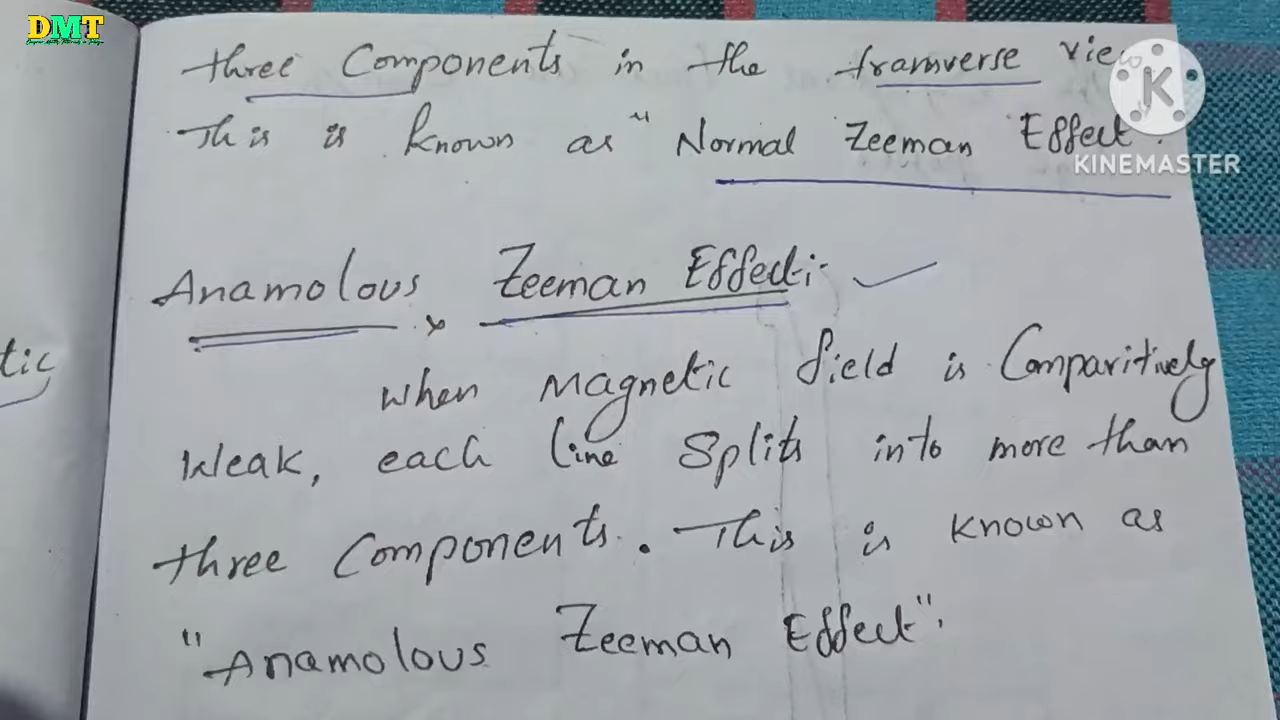 DMT
three Components in the tranverse view
This is known as "Normal Zeeman Effect.
KINEMASTER
Anamolous Zeeman Effect:-
tic
when Magnetic field is Comparitively
weak, each line splits into more than
three Components. This is known as
"Anamolous Zeeman Effect".